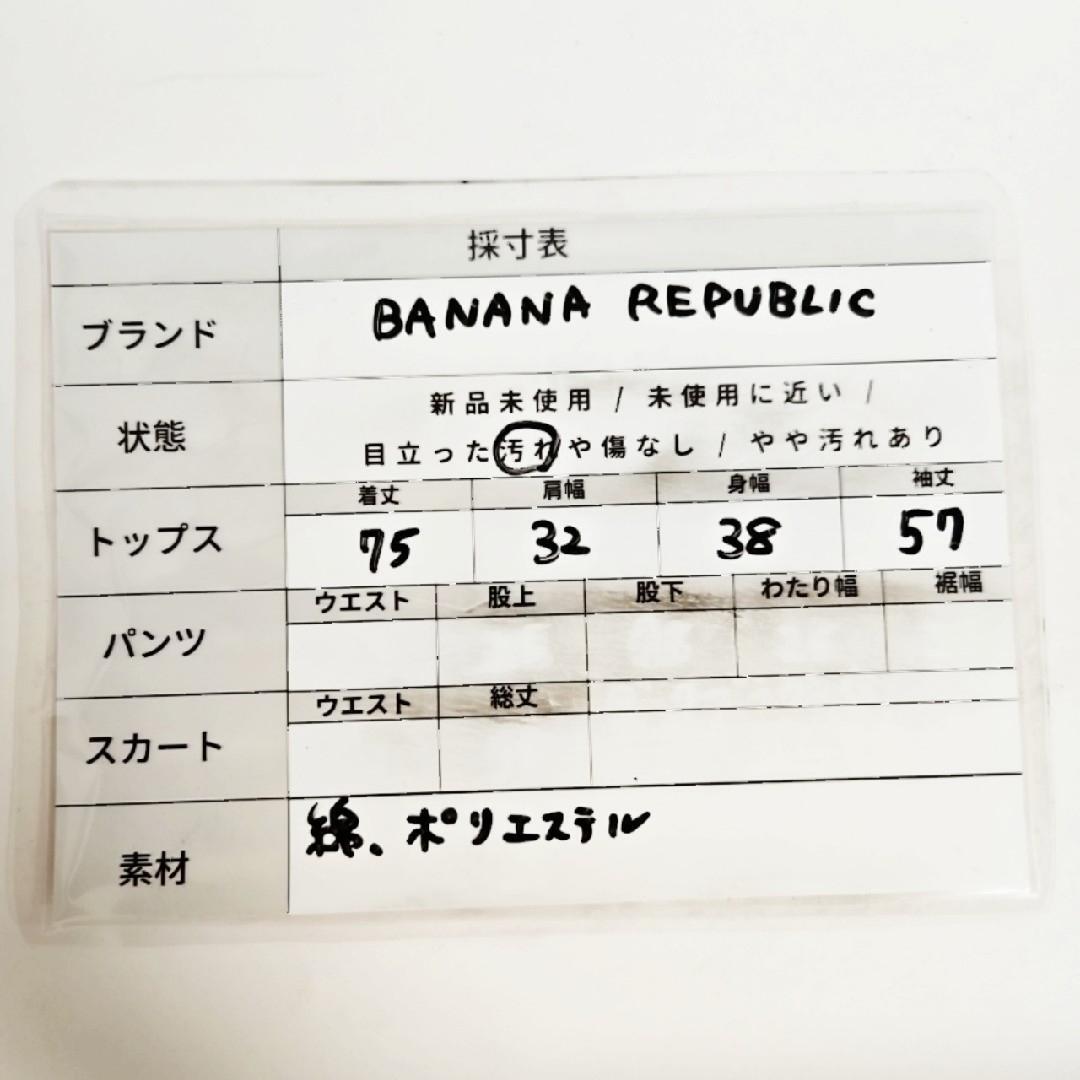 採寸表
ブランド BANANA REPUBLIC
状態 新品未使用 / 未使用に近い /
目立った汚れや傷なし / やや汚れあり
着丈 肩幅 身幅 袖丈
トップス 75 32 38 57
ウエスト 股上 股下 わたり幅 裾幅
パンツ
ウエスト 総丈
スカート
素材 綿、ポリエステル